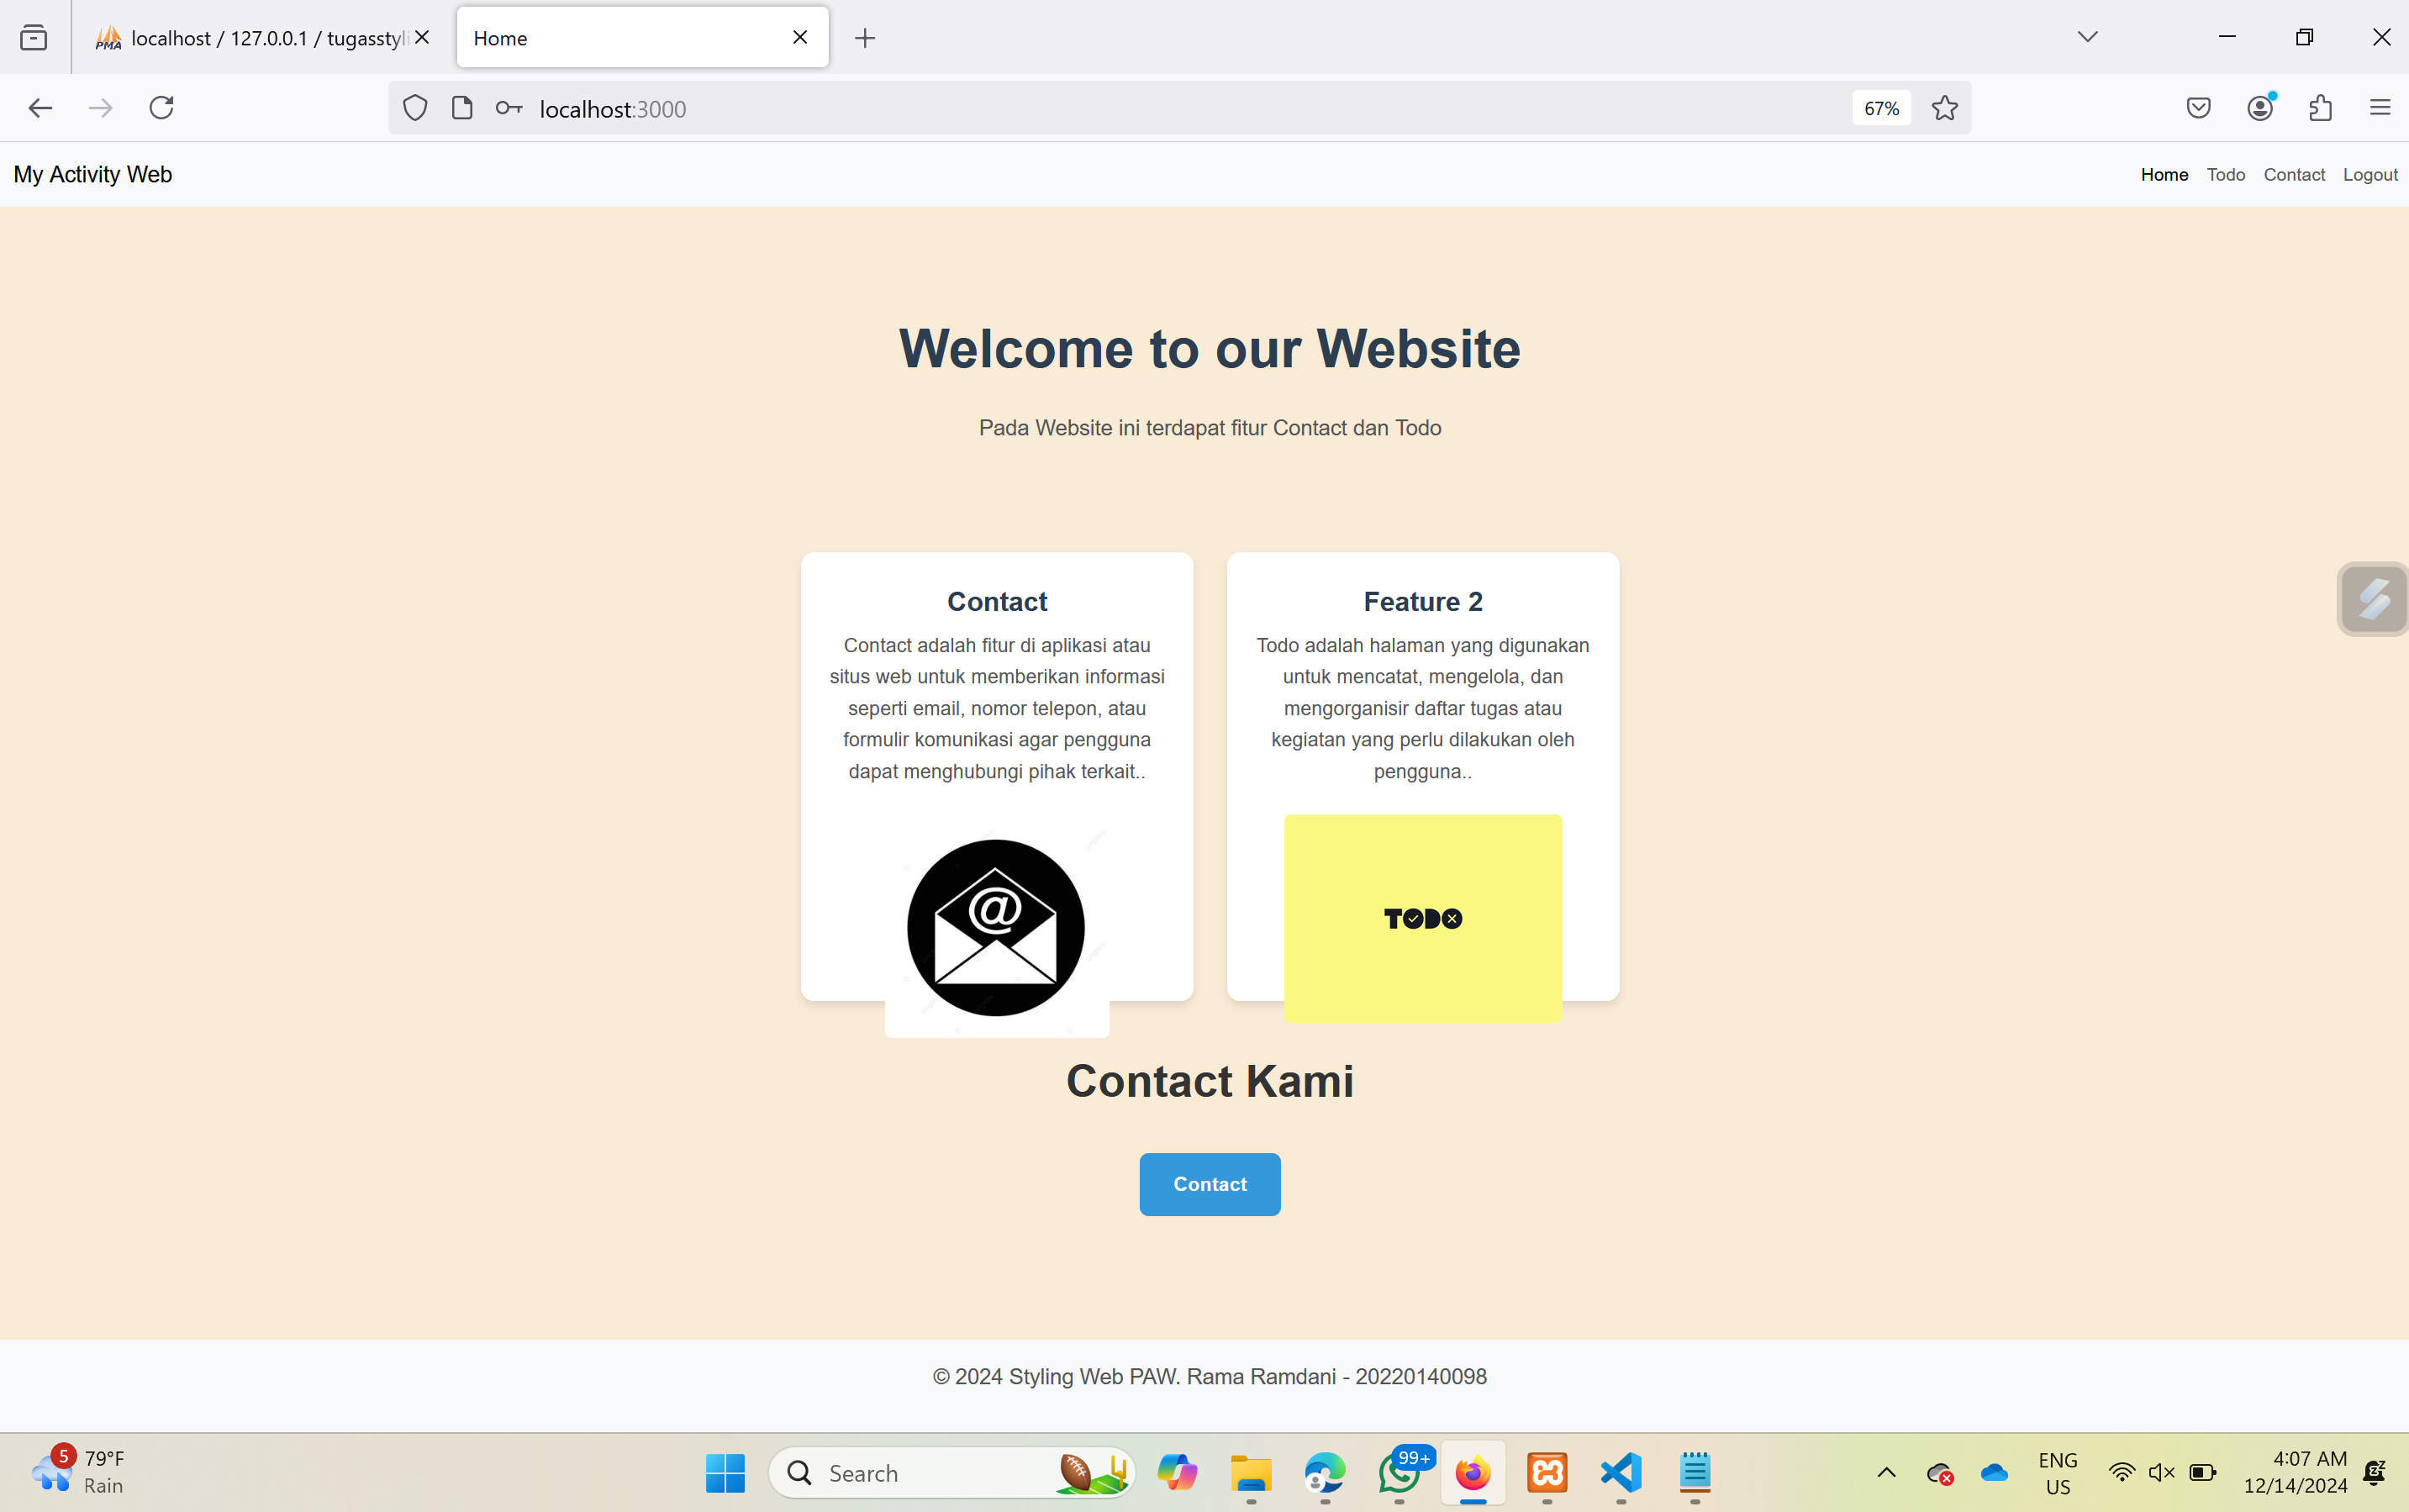 localhost / 127.0.0.1 / tugasstyli
Home
localhost:3000
67%
My Activity Web
Home
Todo
Contact
Logout
Welcome to our Website
Pada Website ini terdapat fitur Contact dan Todo
Contact
Contact adalah fitur di aplikasi atau
situs web untuk memberikan informasi
seperti email, nomor telepon, atau
formulir komunikasi agar pengguna
dapat menghubungi pihak terkait..
@
Feature 2
Todo adalah halaman yang digunakan
untuk mencatat, mengelola, dan
mengorganisir daftar tugas atau
kegiatan yang perlu dilakukan oleh
pengguna..
TODO
Contact Kami
Contact
© 2024 Styling Web PAW. Rama Ramdani - 20220140098
5
79°F
Rain
Search
99+
ENG
US
4:07 AM
12/14/2024